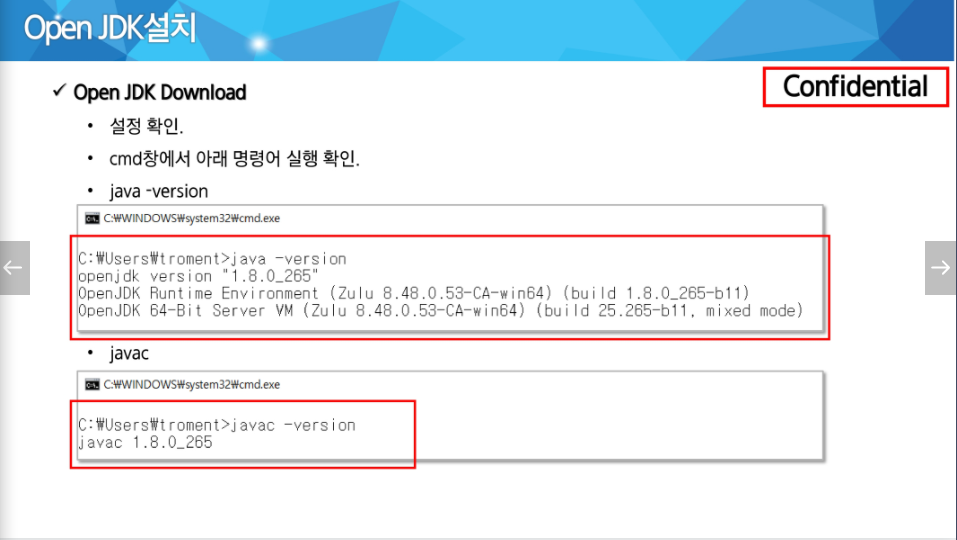 Open JDK설치
Confidential
✓ Open JDK Download
• 설정 확인.
• cmd창에서 아래 명령어 실행 확인.
• java -version
C:₩WINDOWS₩system32₩cmd.exe
C:₩Users₩troment>java -version
openjdk version "1.8.0_265"
OpenJDK Runtime Environment (Zulu 8.48.0.53-CA-win64) (build 1.8.0_265-b11)
OpenJDK 64-Bit Server VM (Zulu 8.48.0.53-CA-win64) (build 25.265-b11, mixed mode)
• javac
C:₩WINDOWS₩system32₩cmd.exe
C:₩Users₩troment>javac -version
javac 1.8.0_265